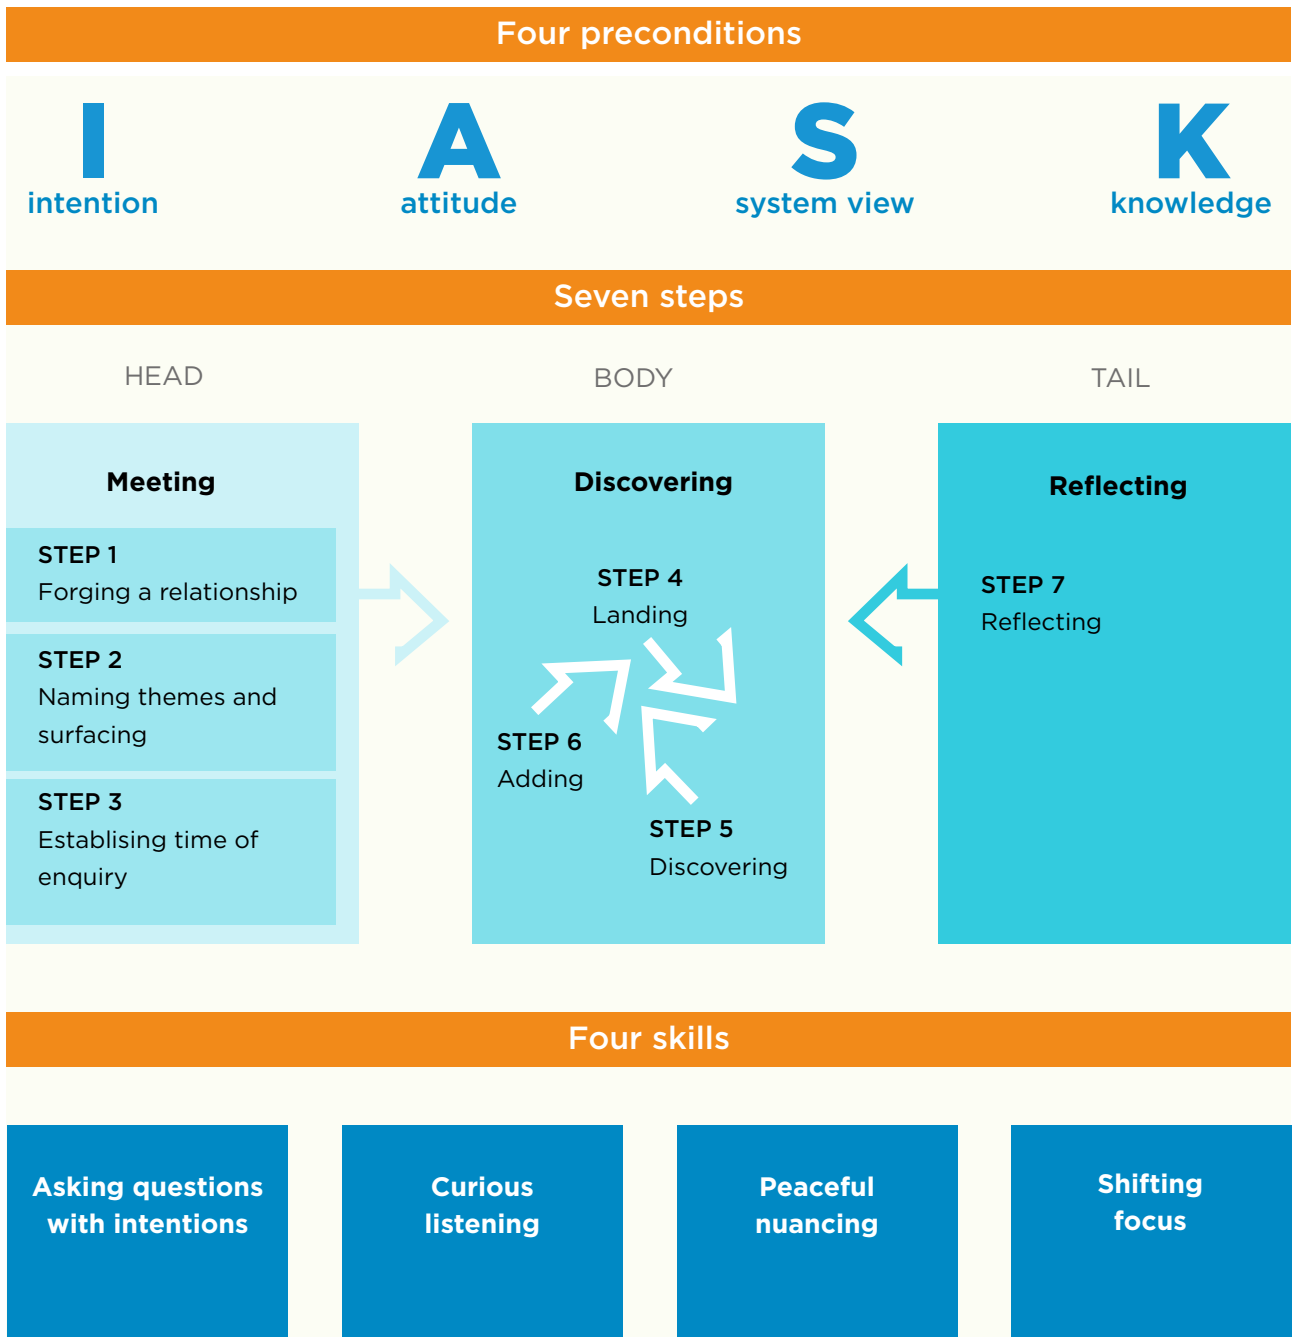 Four preconditions
I
intention
A
attitude
S
system view
K
knowledge
Seven steps
HEAD
Meeting
STEP 1
Forging a relationship
STEP 2
Naming themes and
surfacing
STEP 3
Establising time of
enquiry
BODY
Discovering
STEP 4
Landing
STEP 6
Adding
STEP 5
Discovering
TAIL
Reflecting
STEP 7
Reflecting
Four skills
Asking questions
with intentions
Curious
listening
Peaceful
nuancing
Shifting
focus